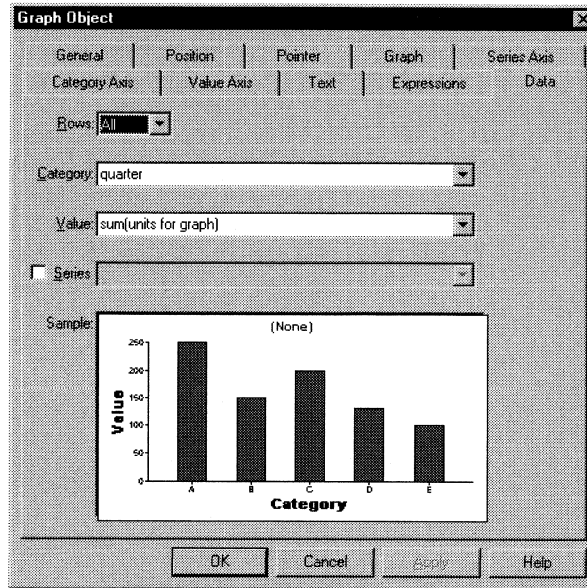 Graph Object
General Position Pointer Graph Series Axis
Category Axis Value Axis Text Expressions Data
Rows: All
Category: quarter
Value: sum(units for graph)
Series
Sample:
(None)
Value
250
200
150
100
50
0
A B C D E
Category
OK Cancel Apply Help